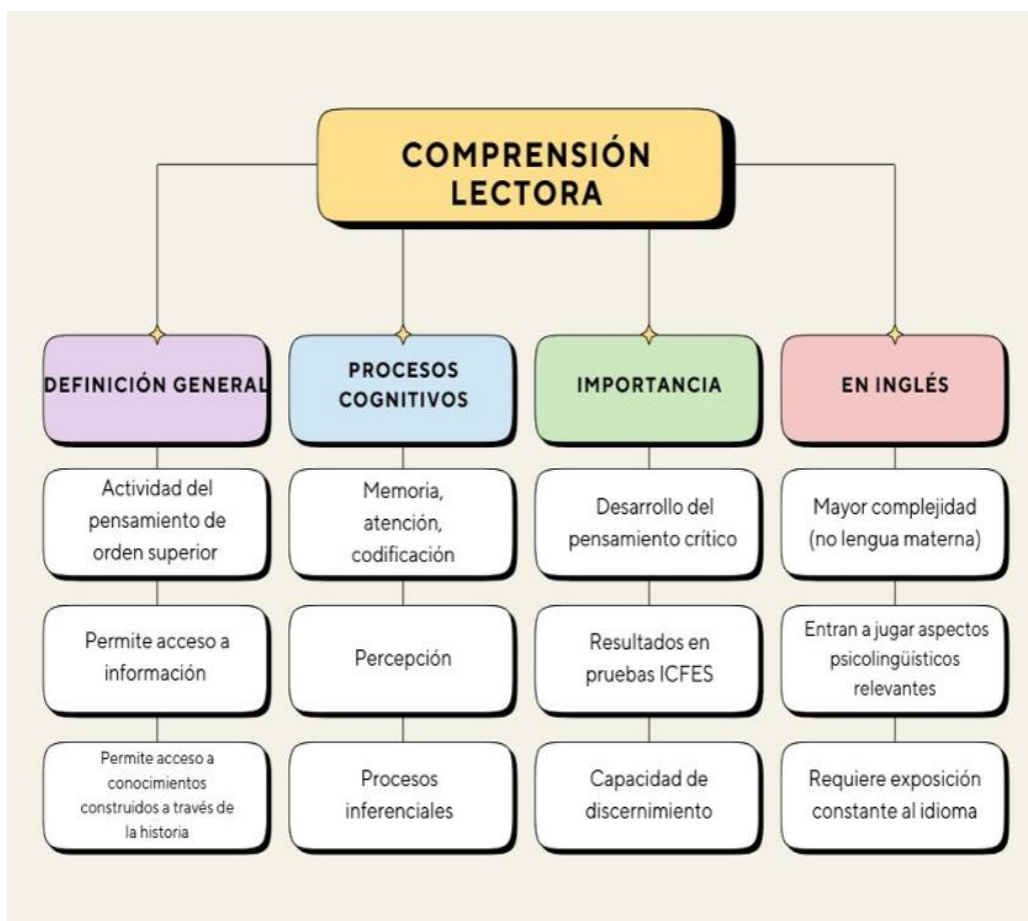 COMPRENSIÓN
LECTORA
DEFINICIÓN GENERAL
Actividad del
pensamiento de
orden superior
Permite acceso a
información
Permite acceso a
conocimientos
construidos a través de
la historia
PROCESOS
COGNITIVOS
Memoria,
atención,
codificación
Percepción
Procesos
inferenciales
IMPORTANCIA
Desarrollo del
pensamiento crítico
Resultados en
pruebas ICFES
Capacidad de
discernimiento
EN INGLÉS
Mayor complejidad
(no lengua materna)
Entran a jugar aspectos
psicolingüísticos
relevantes
Requiere exposición
constante al idioma